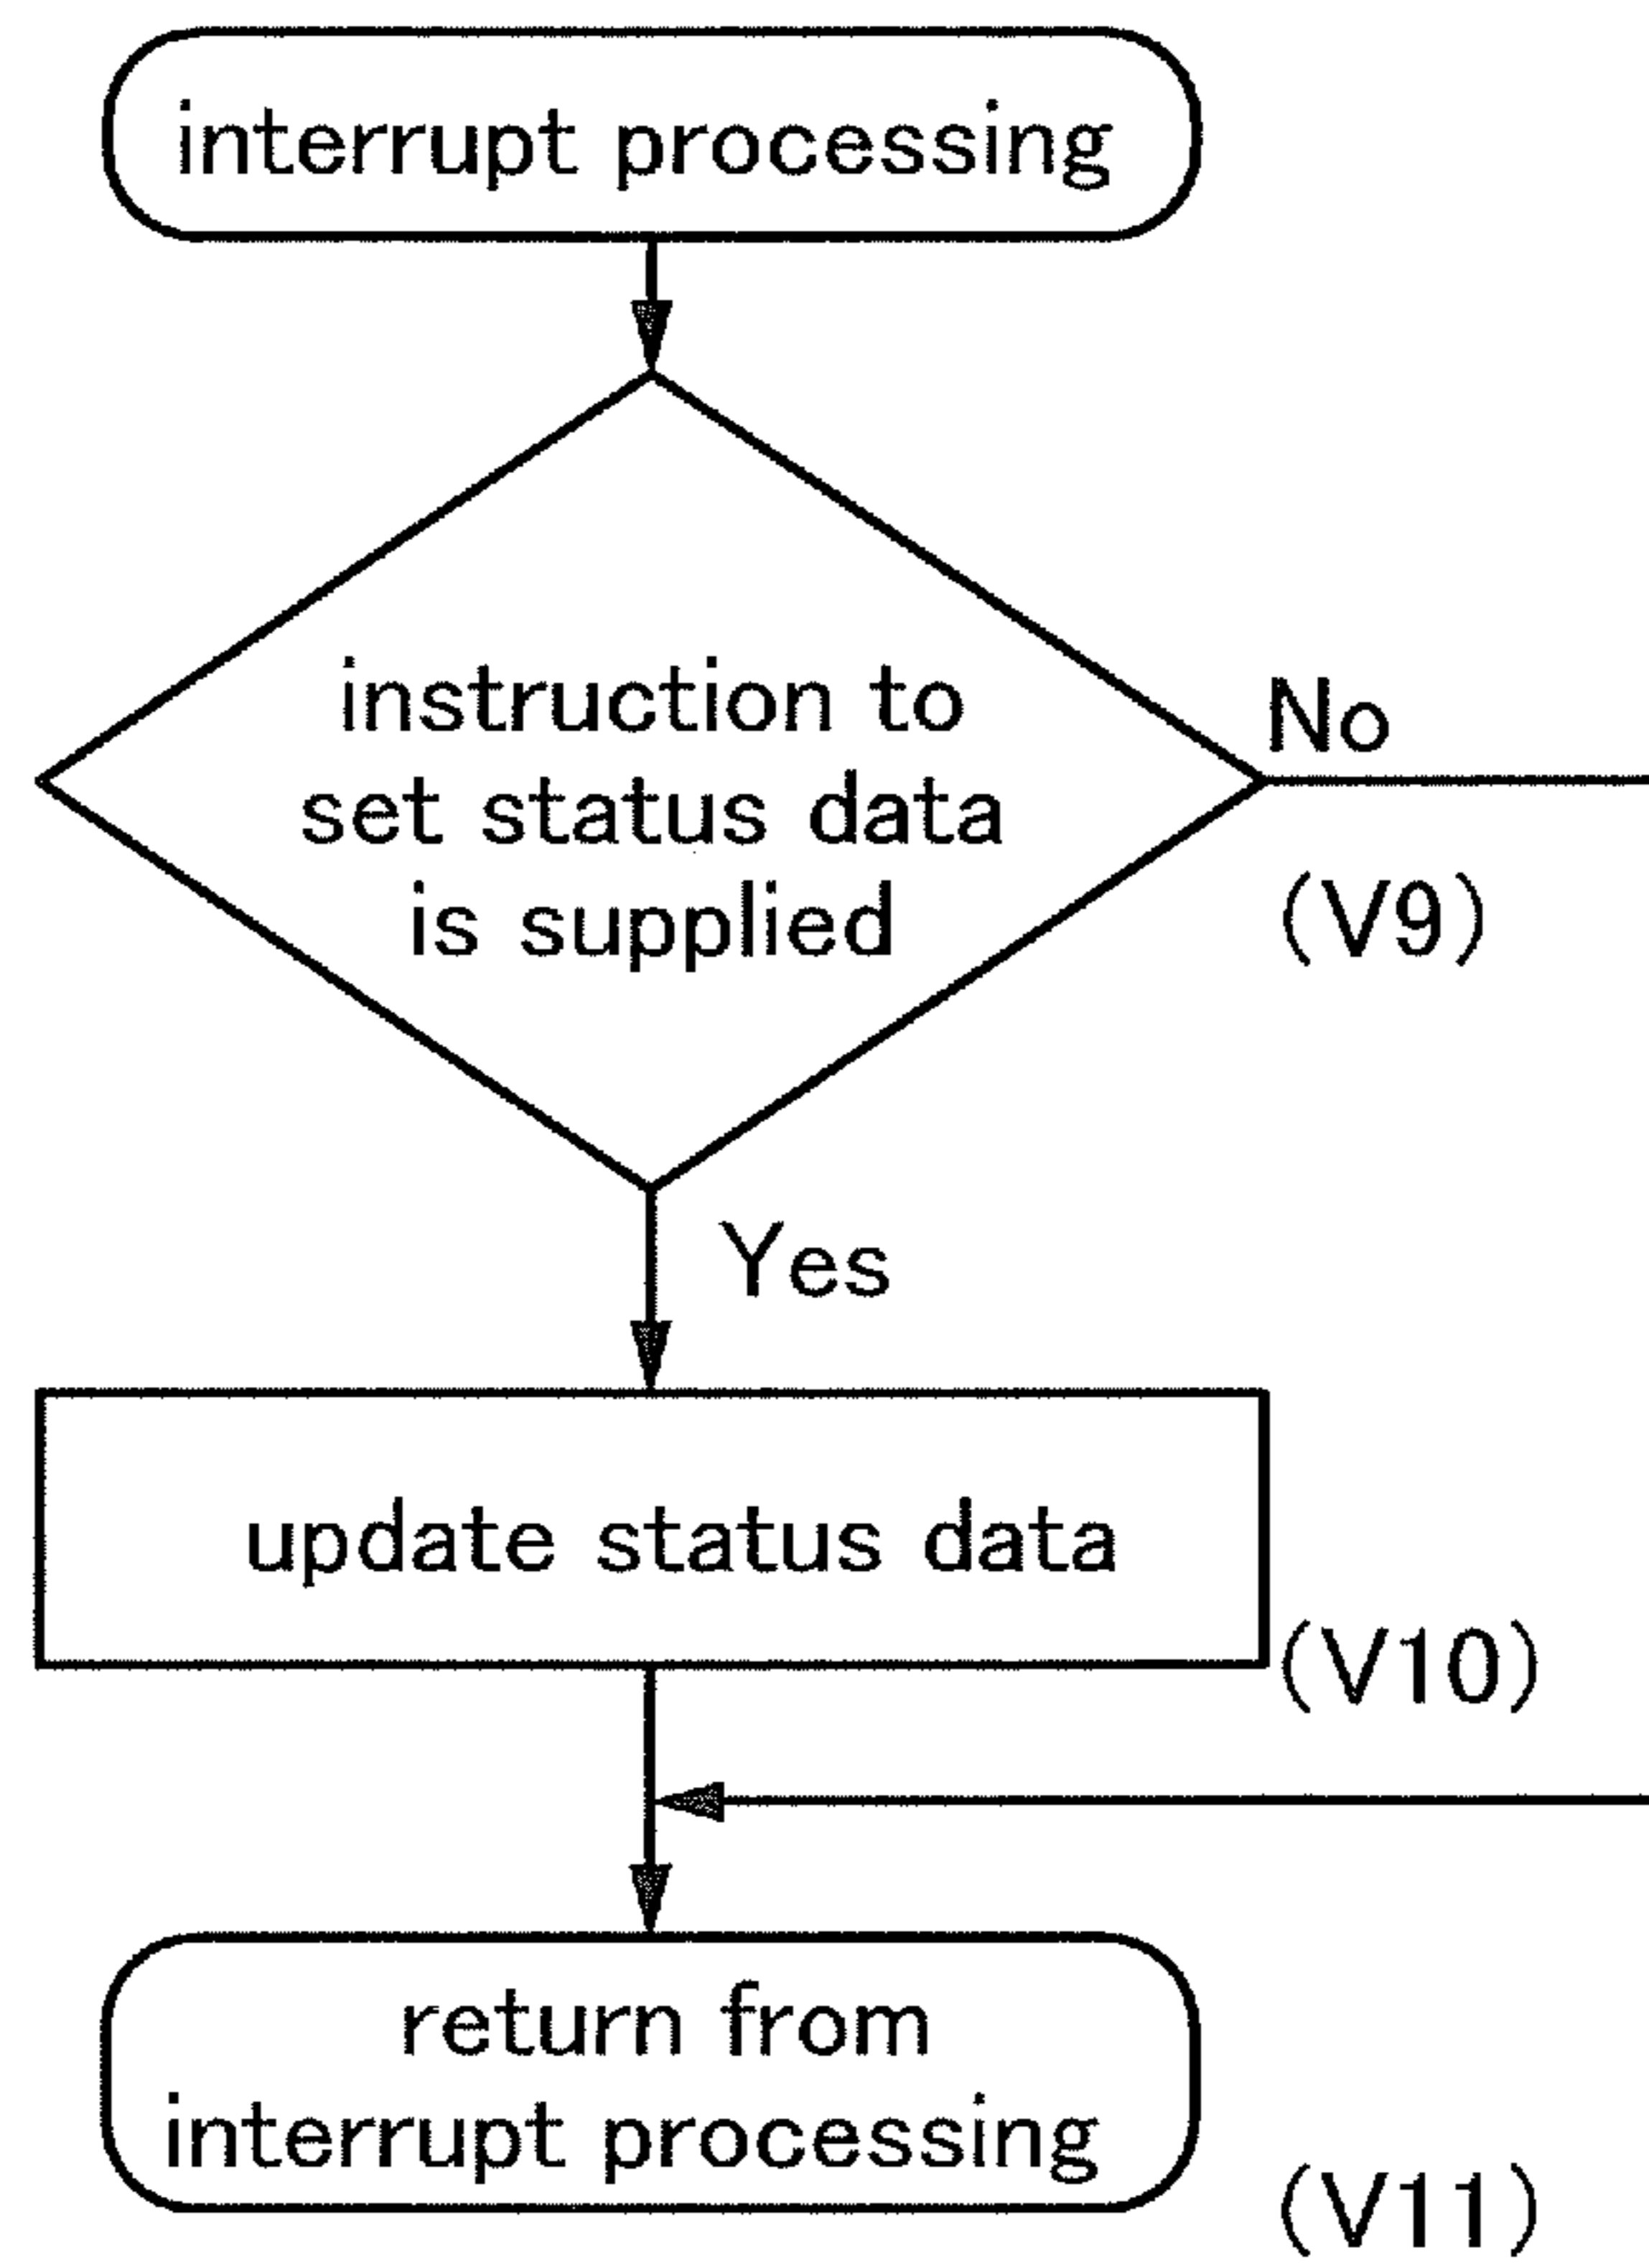 interrupt processing
instruction to
set status data
is supplied
No
(V9)
Yes
update status data
(V10)
return from
interrupt processing
(V11)